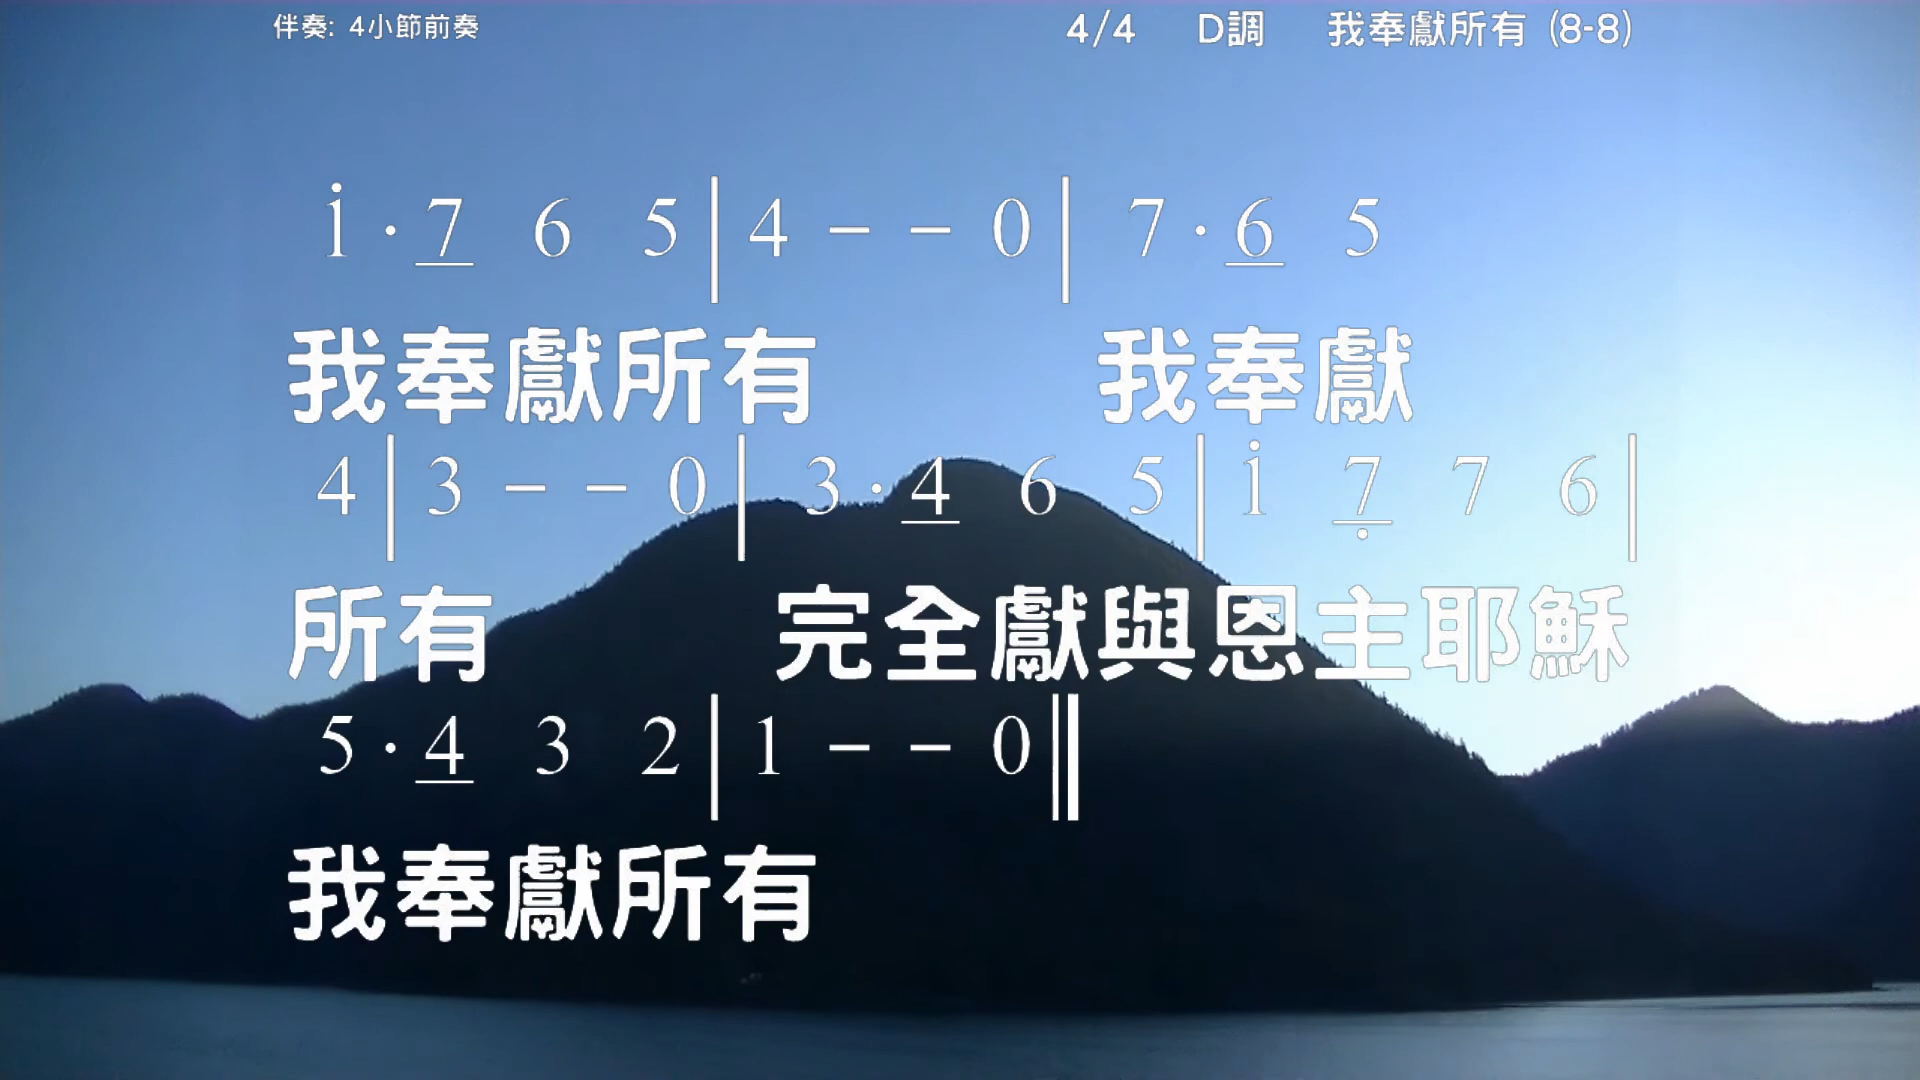 伴奏: 4小節前奏 4/4 D調 我奉獻所有 (8-8)
i · 7 6 5 | 4 – – 0 | 7 · 6 5
我奉獻所有 我奉獻
4 | 3 – – 0 | 3 · 4 6 5 | i 7 7 6 |
所有 完全獻與恩主耶穌
5 · 4 3 2 | 1 – – 0 ||
我奉獻所有